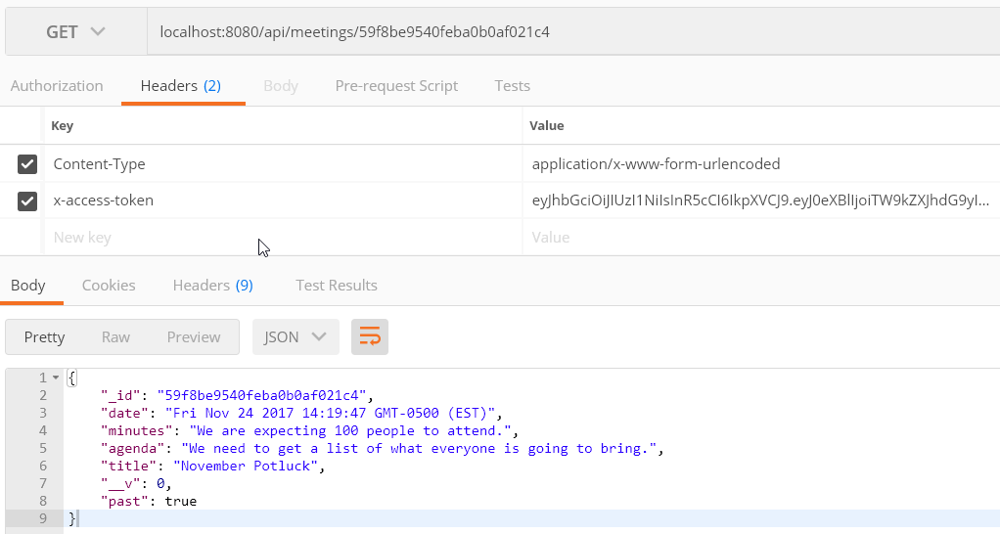 GET localhost:8080/api/meetings/59f8be9540feba0b0af021c4
Authorization Headers (2) Body Pre-request Script Tests
Key Value
Content-Type application/x-www-form-urlencoded
x-access-token eyJhbGciOiJIUzI1NiIsInR5cCI6IkpXVCJ9.eyJ0eXBlIjoiTW9kZXJhdG9yI...
New key Value
Body Cookies Headers (9) Test Results
Pretty Raw Preview JSON
1 {
2 "_id": "59f8be9540feba0b0af021c4",
3 "date": "Fri Nov 24 2017 14:19:47 GMT-0500 (EST)",
4 "minutes": "We are expecting 100 people to attend.",
5 "agenda": "We need to get a list of what everyone is going to bring.",
6 "title": "November Potluck",
7 "__v": 0,
8 "past": true
9 }